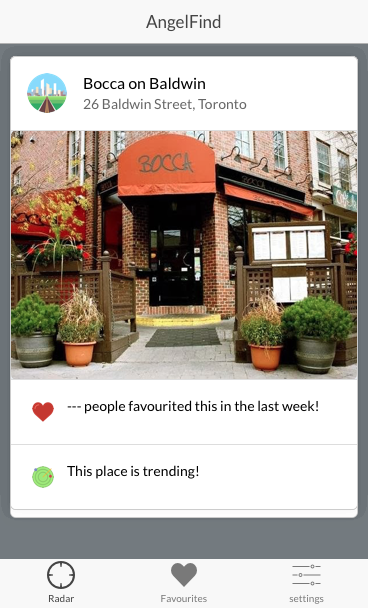 AngelFind
Bocca on Baldwin
26 Baldwin Street, Toronto
BOCCA
--- people favourited this in the last week!
This place is trending!
Radar
Favourites
settings